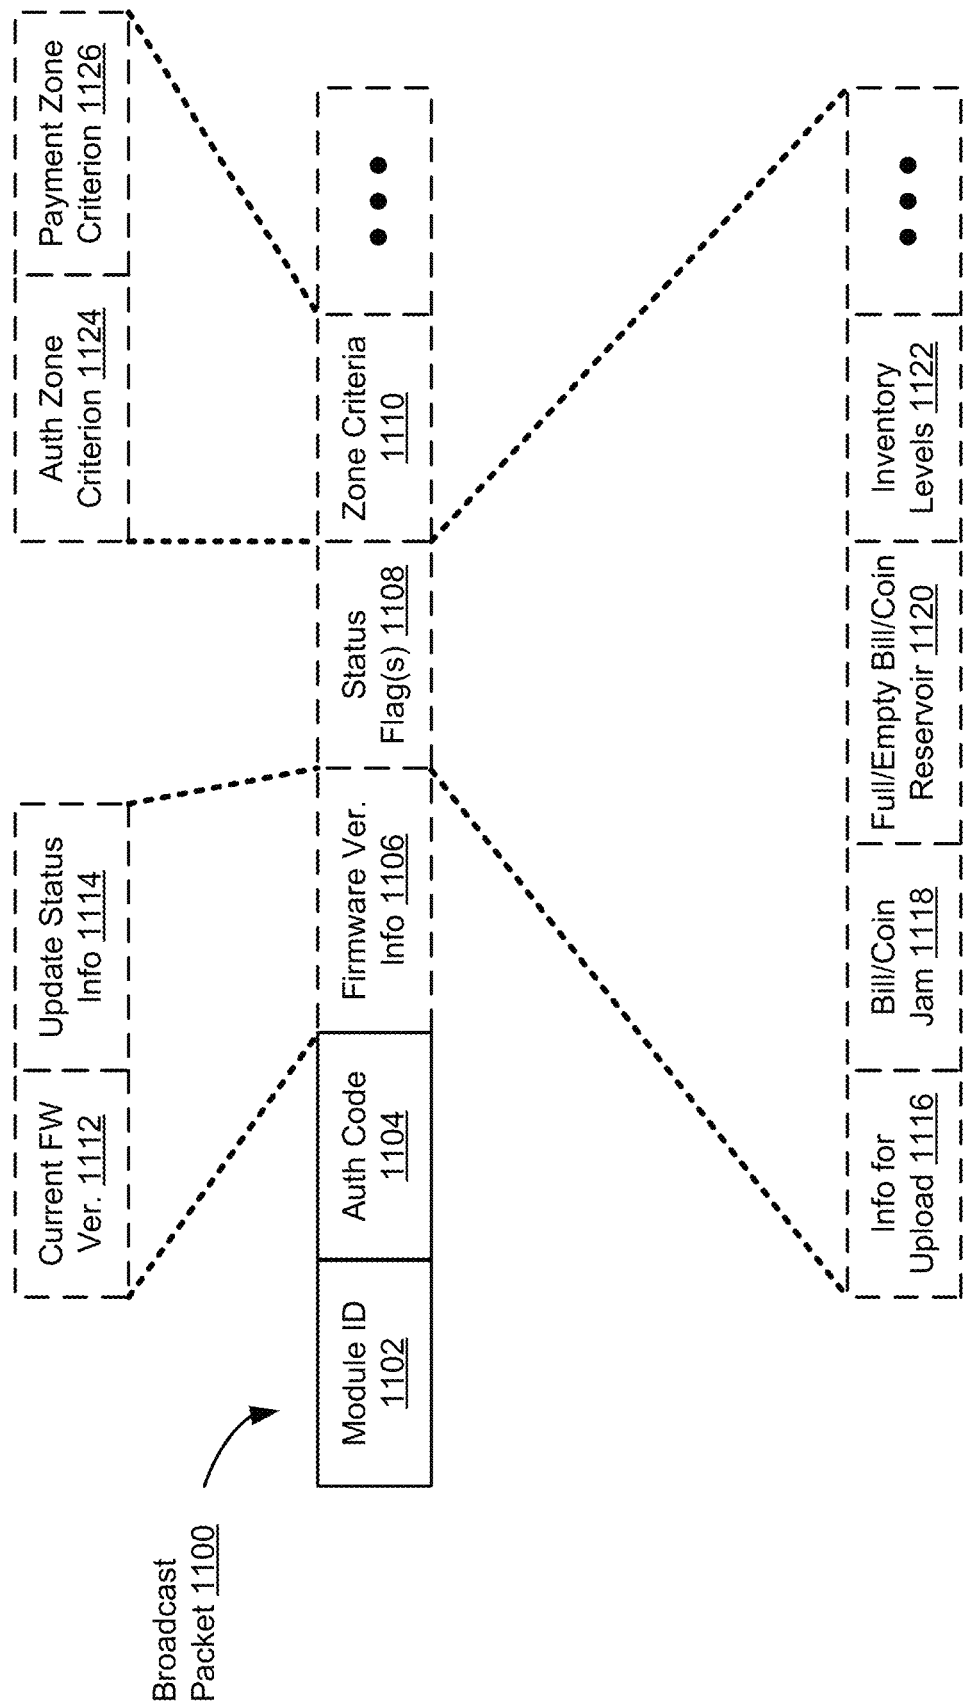 Broadcast
Packet 1100
Current FW
Ver. 1112
Update Status
Info 1114
Auth Zone
Criterion 1124
Payment Zone
Criterion 1126
Module ID
1102
Auth Code
1104
Firmware Ver.
Info 1106
Status
Flag(s) 1108
Zone Criteria
1110
Info for
Upload 1116
Bill/Coin
Jam 1118
Full/Empty Bill/Coin
Reservoir 1120
Inventory
Levels 1122